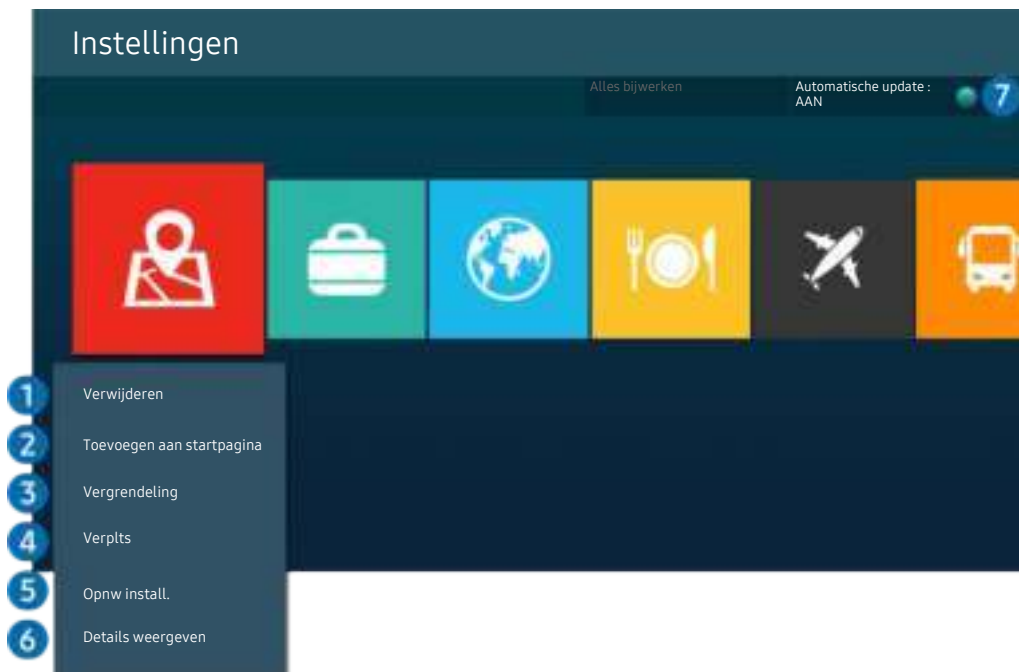 Instellingen
Alles bijwerken
Automatische update :
AAN
7
1
Verwijderen
2
Toevoegen aan startpagina
3
Vergrendeling
4
Verplts
5
Opnw install.
6
Details weergeven